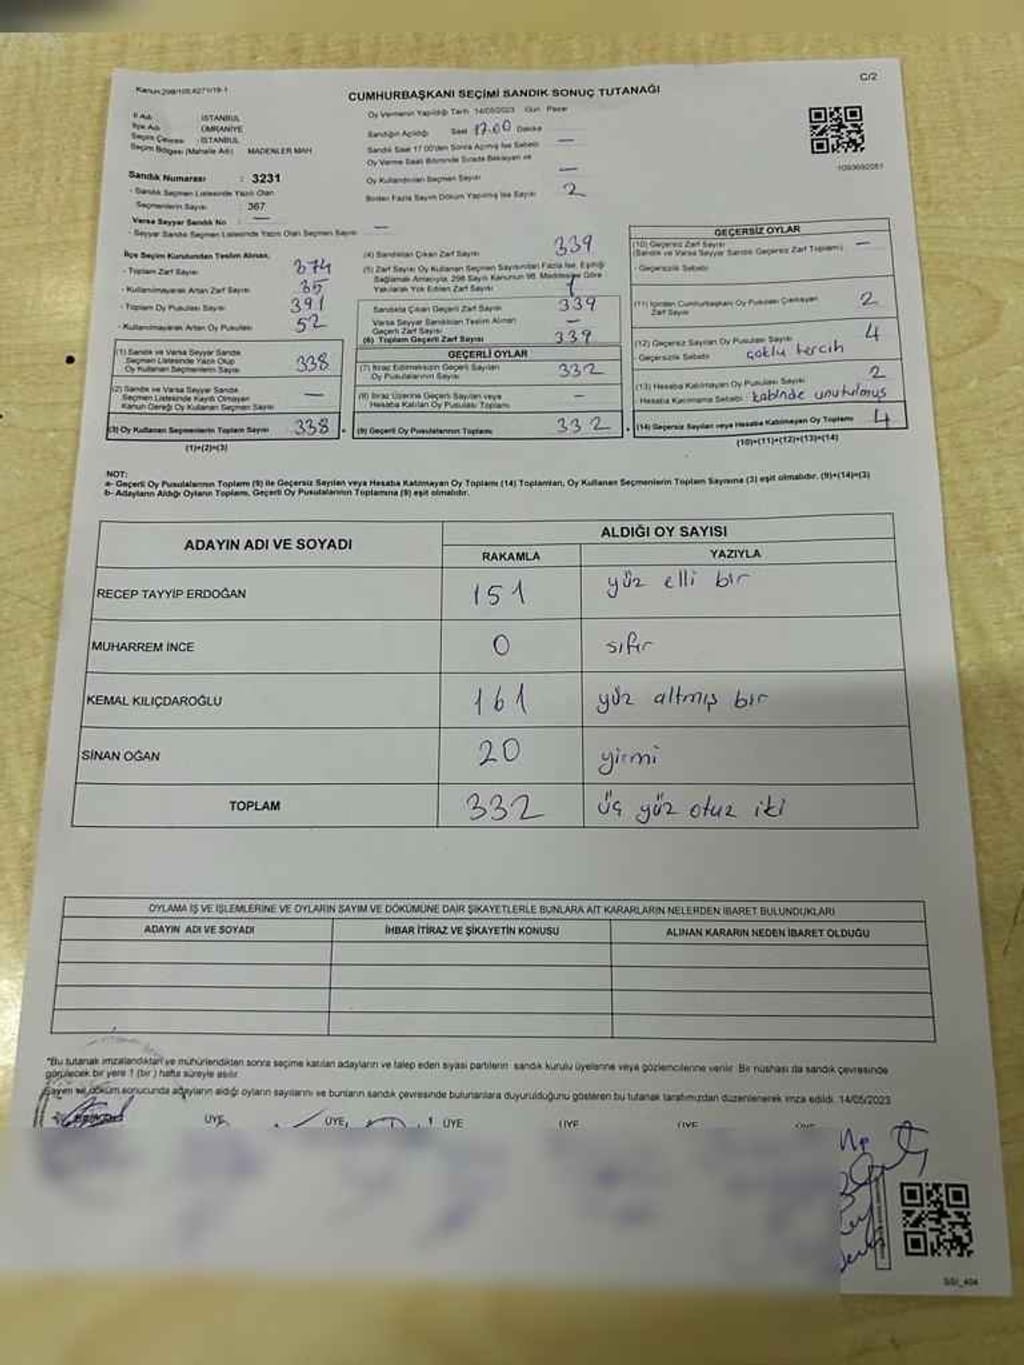 Kanun:298/105,6271/19-1
C/2
CUMHURBAŞKANI SEÇİMİ SANDIK SONUÇ TUTANAĞI
İl Adı : İSTANBUL
İlçe Adı : ÜMRANİYE
Seçim Çevresi : İSTANBUL
Seçim Bölgesi (Mahalle Adı) : MADENLER MAH
Sandık Numarası : 3231
- Sandık Seçmen Listesinde Yazılı Olan
Seçmenlerin Sayısı : 367
Varsa Seyyar Sandık No : —
- Seyyar Sandık Seçmen Listesinde Yazılı Olan Seçmen Sayısı : —
Oy Vermenin Yapıldığı Tarih 14/05/2023 Gün Pazar
Sandığın Açıldığı Saat 17.00 Dakika
Sandık Saat 17.00'den Sonra Açılmış İse Sebebi —
Oy Verme Saati Bitiminde Sırada Bekleyen ve
Oy Kullandırılan Seçmen Sayısı —
Birden Fazla Sayım Döküm Yapılmış İse Sayısı 2
1093692051
İlçe Seçim Kurulundan Teslim Alınan,
- Toplam Zarf Sayısı 374
- Kullanılmayarak Artan Zarf Sayısı 35
- Toplam Oy Pusulası Sayısı 391
- Kullanılmayarak Artan Oy Pusulası 52
(1) Sandık ve Varsa Seyyar Sandık
Seçmen Listesinde Yazılı Olup
Oy Kullanan Seçmenlerin Sayısı 338
(2) Sandık ve Varsa Seyyar Sandık
Seçmen Listesinde Kayıtlı Olmayan
Kanun Gereği Oy Kullanan Seçmen Sayısı —
(3) Oy Kullanan Seçmenlerin Toplam Sayısı 338
(1)+(2)=(3)
(4) Sandıktan Çıkan Zarf Sayısı 339
(5) Zarf Sayısı Oy Kullanan Seçmen Sayısından Fazla İse, Eşitliği
Sağlamak Amacıyla, 298 Sayılı Kanunun 98. Maddesine Göre
Yakılarak Yok Edilen Zarf Sayısı
Sandıkta Çıkan Geçerli Zarf Sayısı 339
Varsa Seyyar Sandıktan Teslim Alınan
Geçerli Zarf Sayısı —
(6) Toplam Geçerli Zarf Sayısı 339
GEÇERLİ OYLAR
(7) İtiraz Edilmeksizin Geçerli Sayılan
Oy Pusulalarının Sayısı 332
(8) İtiraz Üzerine Geçerli Sayılan veya
Hesaba Katılan Oy Pusulası Toplamı —
(9) Geçerli Oy Pusulalarının Toplamı 332
GEÇERSİZ OYLAR
(10) Geçersiz Zarf Sayısı —
(Sandık ve Varsa Seyyar Sandık Geçersiz Zarf Toplamı)
- Geçersizlik Sebebi
(11) İçinden Cumhurbaşkanı Oy Pusulası Çıkmayan
Zarf Sayısı 2
(12) Geçersiz Sayılan Oy Pusulası Sayısı 4
- Geçersizlik Sebebi : çoklu tercih
(13) Hesaba Katılmayan Oy Pusulası Sayısı 2
- Hesaba Katılmama Sebebi : kabinde unutulmuş
(14) Geçersiz Sayılan veya Hesaba Katılmayan Oy Toplamı 4
(10)+(11)+(12)+(13)=(14)
NOT:
a- Geçerli Oy Pusulalarının Toplamı (9) ile Geçersiz Sayılan veya Hesaba Katılmayan Oy Toplamı (14) Toplamları, Oy Kullanan Seçmenlerin Toplam Sayısına (3) eşit olmalıdır. (9)+(14)=(3)
b- Adayların Aldığı Oyların Toplamı, Geçerli Oy Pusulalarının Toplamına (9) eşit olmalıdır.
ADAYIN ADI VE SOYADI
ALDIĞI OY SAYISI
RAKAMLA YAZIYLA
RECEP TAYYİP ERDOĞAN 151 yüz elli bir
MUHARREM İNCE 0 sıfır
KEMAL KILIÇDAROĞLU 161 yüz altmış bir
SİNAN OĞAN 20 yirmi
TOPLAM 332 üç yüz otuz iki
OYLAMA İŞ VE İŞLEMLERİNE VE OYLARIN SAYIM VE DÖKÜMÜNE DAİR ŞİKAYETLERLE BUNLARA AİT KARARLARIN NELERDEN İBARET BULUNDUKLARI
ADAYIN ADI VE SOYADI İHBAR İTİRAZ VE ŞİKAYETİN KONUSU ALINAN KARARIN NEDEN İBARET OLDUĞU
*Bu tutanak imzalandıktan ve mühürlendikten sonra seçime katılan adayların ve talep eden siyasi partilerin sandık kurulu üyelerine veya gözlemcilerine verilir. Bir nüshası da sandık çevresinde
görülecek bir yere 1 (bir) hafta süreyle asılır.
Sayım ve döküm sonucunda adayların aldığı oyların sayılarını ve bunların sandık çevresinde bulunanlara duyurulduğunu gösteren bu tutanak tarafımızdan düzenlenerek imza edildi. 14/05/2023
ÜYE ÜYE ÜYE ÜYE ÜYE
SSI_404